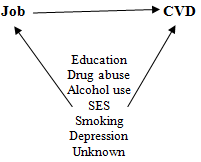 Job CVD
Education
Drug abuse
Alcohol use
SES
Smoking
Depression
Unknown